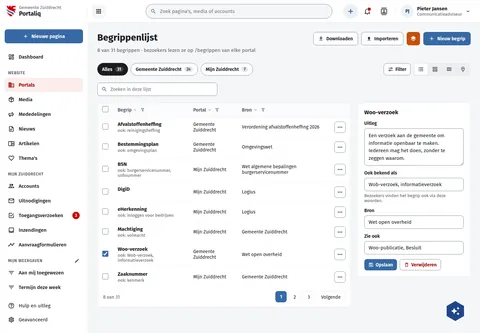 Gemeente Zuiddrecht
Portaliq
Zoek pagina's, media of accounts
Pieter Jansen
Communicatieadviseur
+ Nieuwe pagina
Dashboard
WEBSITE
Portals
Media
Mededelingen
Nieuws
Artikelen
Thema's
MIJN ZUIDDRECHT
Accounts
Uitnodigingen
Toegangsverzoeken
Inzendingen
Aanvraagformulieren
MIJN WEERGAVEN
Aan mij toegewezen
Termijn deze week
Hulp en uitleg
Geavanceerd
Begrippenlijst
8 van 31 begrippen · bezoekers lezen ze op /begrippen van elke portal
Downloaden
Importeren
+ Nieuw begrip
Alles 31
Gemeente Zuiddrecht 24
Mijn Zuiddrecht 7
Filter
Zoeken in deze lijst
Begrip
Portal
Bron
Afvalstoffenheffing
ook: reinigingsheffing
Gemeente Zuiddrecht
Verordening afvalstoffenheffing 2026
Bestemmingsplan
ook: omgevingsplan
Gemeente Zuiddrecht
Omgevingswet
BSN
ook: burgerservicenummer, sofinummer
Mijn Zuiddrecht
Wet algemene bepalingen burgerservicenummer
DigiD
Mijn Zuiddrecht
Logius
eHerkenning
ook: inloggen voor bedrijven
Mijn Zuiddrecht
Logius
Machtiging
ook: volmacht
Mijn Zuiddrecht
Woo-verzoek
ook: Wob-verzoek, informatieverzoek
Gemeente Zuiddrecht
Wet open overheid
Zaaknummer
ook: kenmerk
Mijn Zuiddrecht
Gemeente Zuiddrecht
8 van 31
1 2 3 Volgende
Woo-verzoek
Uitleg
Een verzoek aan de gemeente om
informatie openbaar te maken.
Iedereen mag het doen, zonder te
zeggen waarom.
Ook bekend als
Wob-verzoek, informatieverzoek
Bezoekers vinden het begrip ook via deze
woorden.
Bron
Wet open overheid
Zie ook
Woo-publicatie, Besluit
Opslaan
Verwijderen